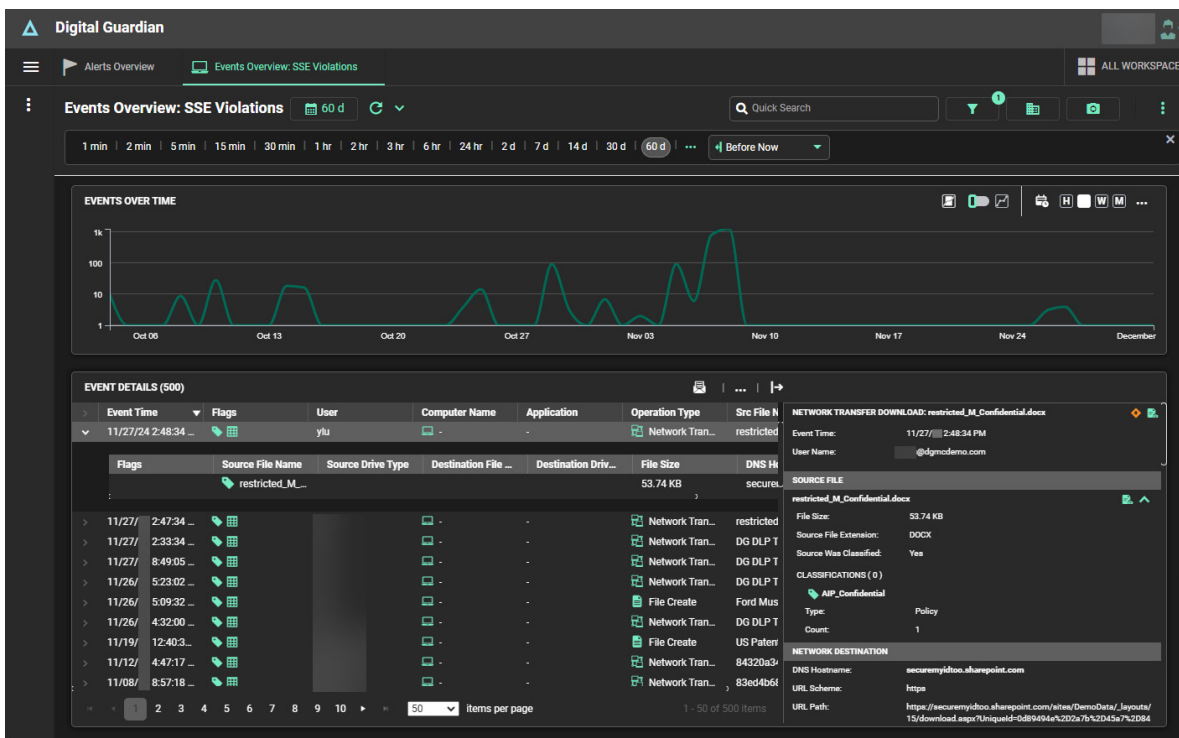 Digital Guardian
Alerts Overview
Events Overview: SSE Violations
ALL WORKSPACE
Events Overview: SSE Violations
60 d
Quick Search
1
1 min | 2 min | 5 min | 15 min | 30 min | 1 hr | 2 hr | 3 hr | 6 hr | 24 hr | 2 d | 7 d | 14 d | 30 d | 60 d | ...
Before Now
EVENTS OVER TIME
H W M ...
1k
100
10
1
Oct 06 Oct 13 Oct 20 Oct 27 Nov 03 Nov 10 Nov 17 Nov 24 December
EVENT DETAILS (500)
Event Time Flags User Computer Name Application Operation Type Src File N
11/27/24 2:48:34 ... ylu - - Network Tran... restricted
Flags Source File Name Source Drive Type Destination File ... Destination Driv... File Size DNS H
restricted_M_... 53.74 KB secure
11/27/ 2:47:34 ... - - Network Tran... restricted
11/27/ 2:33:34 ... - - Network Tran... DG DLP T
11/27/ 8:49:05 ... - - Network Tran... DG DLP T
11/26/ 5:23:02 ... - - Network Tran... DG DLP T
11/26/ 5:09:32 ... - - File Create Ford Mus
11/26/ 4:32:00 ... - - Network Tran... DG DLP T
11/19/ 12:40:3... - - File Create US Paten
11/12/ 4:47:17 ... - - Network Tran... 84320a3
11/08/ 8:57:18 ... - - Network Tran... 83ed4b6
1 2 3 4 5 6 7 8 9 10 50 items per page 1 - 50 of 500 items
NETWORK TRANSFER DOWNLOAD: restricted_M_Confidential.docx
Event Time: 11/27/ 2:48:34 PM
User Name: @dgmcdemo.com
SOURCE FILE
restricted_M_Confidential.docx
File Size: 53.74 KB
Source File Extension: DOCX
Source Was Classified: Yes
CLASSIFICATIONS ( 0 )
AIP_Confidential
Type: Policy
Count: 1
NETWORK DESTINATION
DNS Hostname: securemyidtoo.sharepoint.com
URL Scheme: https
URL Path: https://securemyidtoo.sharepoint.com/sites/DemoData/_layouts/
15/download.aspx?UniqueId=0d89494e%2D2a7b%2D45a7%2D84